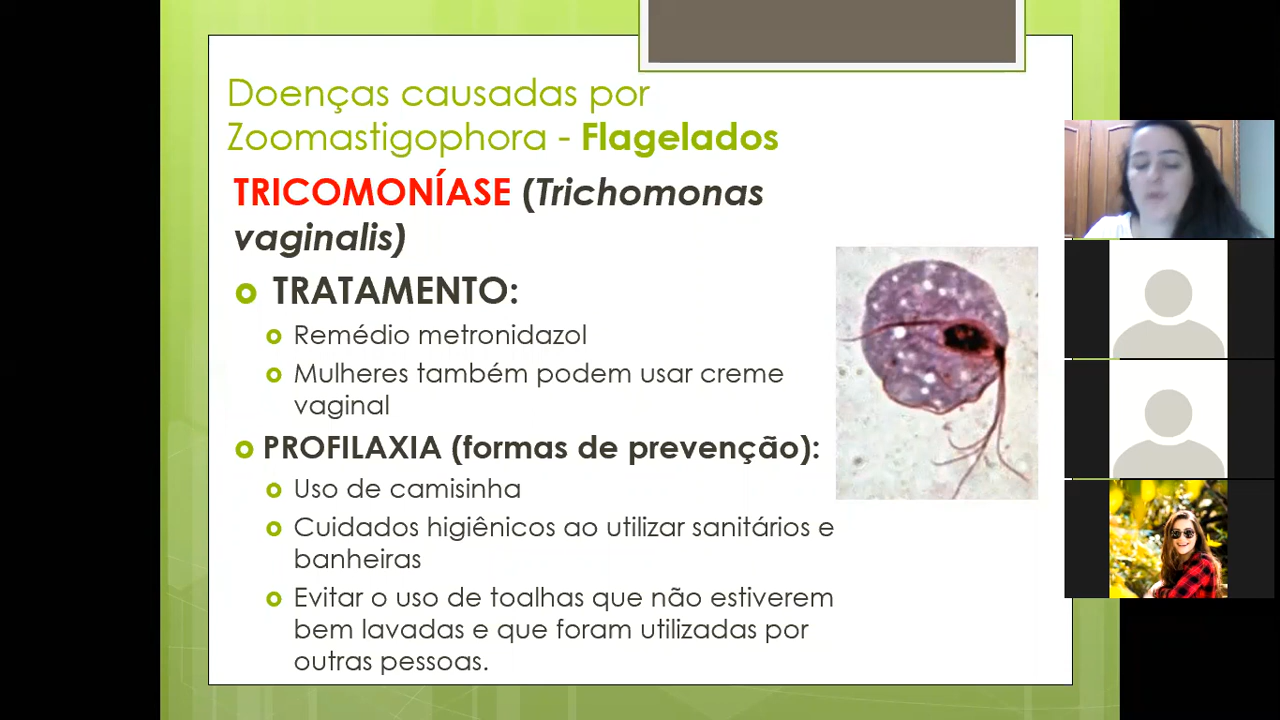 Doenças causadas por
Zoomastigophora - Flagelados
TRICOMONÍASE (Trichomonas
vaginalis)
TRATAMENTO:
Remédio metronidazol
Mulheres também podem usar creme
vaginal
PROFILAXIA (formas de prevenção):
Uso de camisinha
Cuidados higiênicos ao utilizar sanitários e
banheiras
Evitar o uso de toalhas que não estiverem
bem lavadas e que foram utilizadas por
outras pessoas.